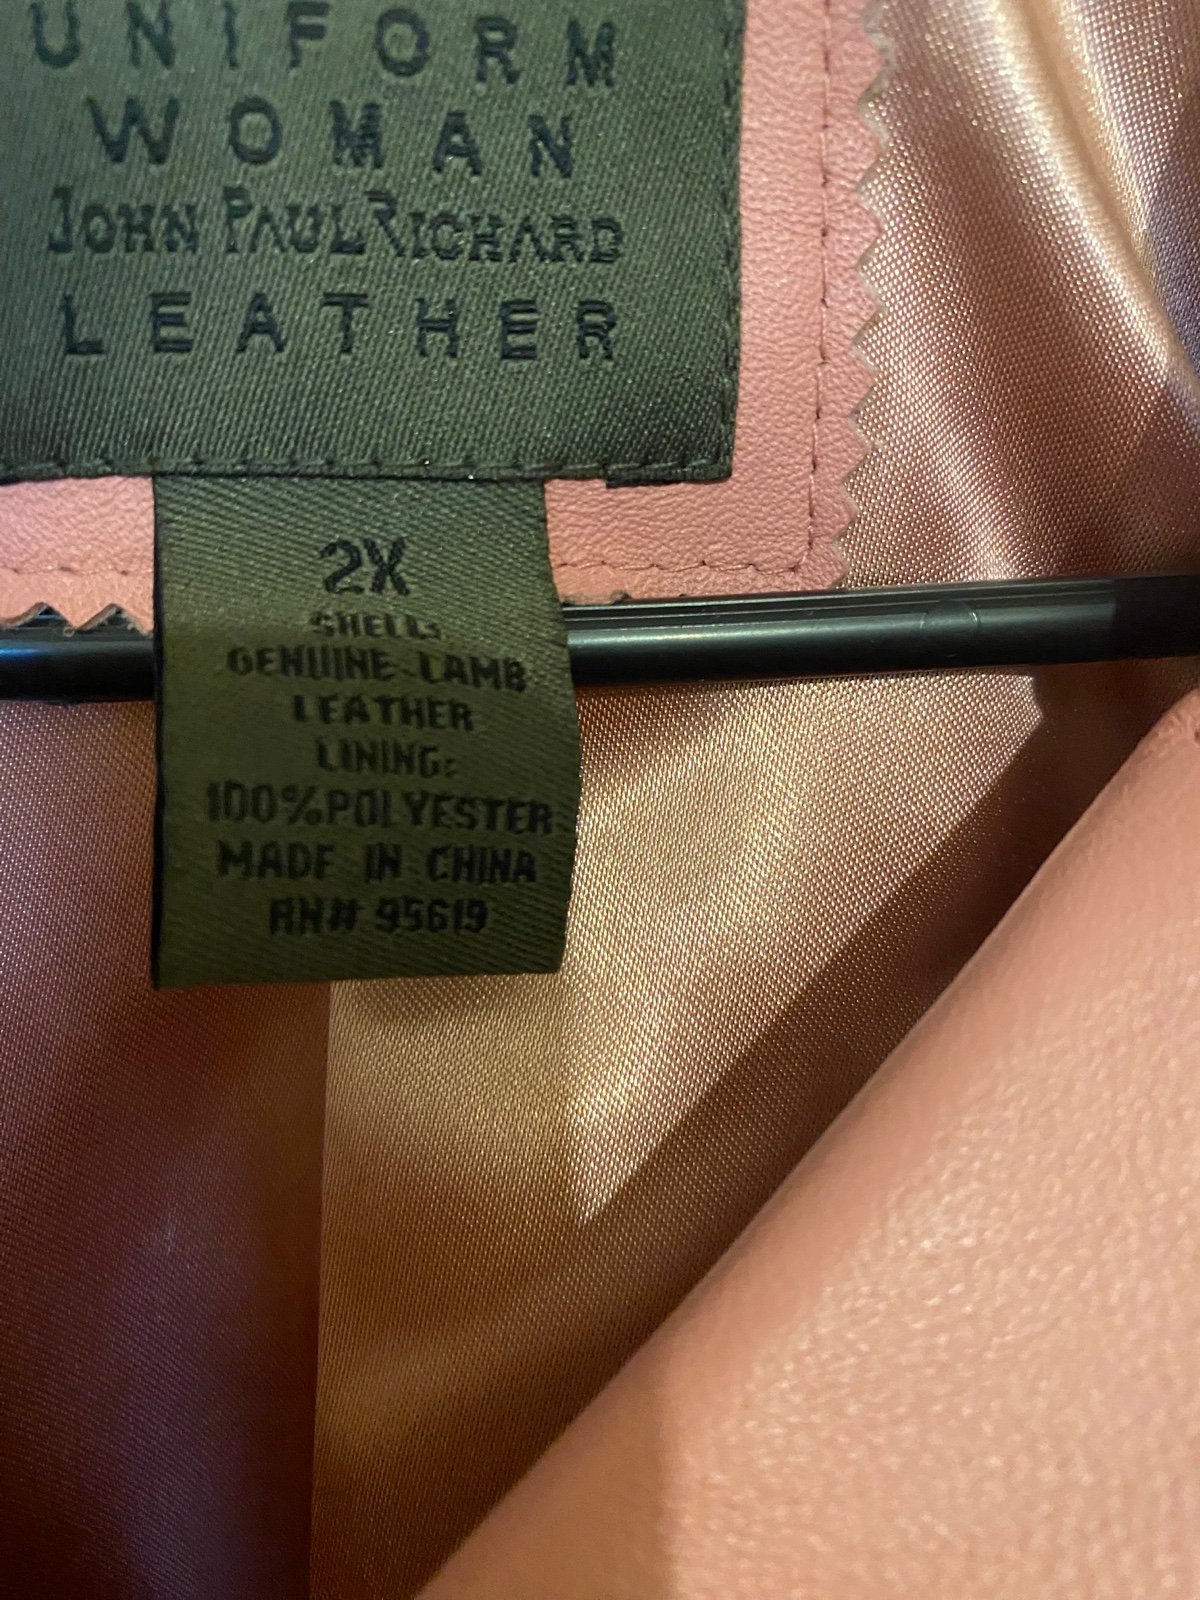 UNIFORM
WOMAN
JOHN PAUL RICHARD
LEATHER
2X
SHELL:
GENUINE LAMB
LEATHER
LINING:
100%POLYESTER
MADE IN CHINA
RN# 95619